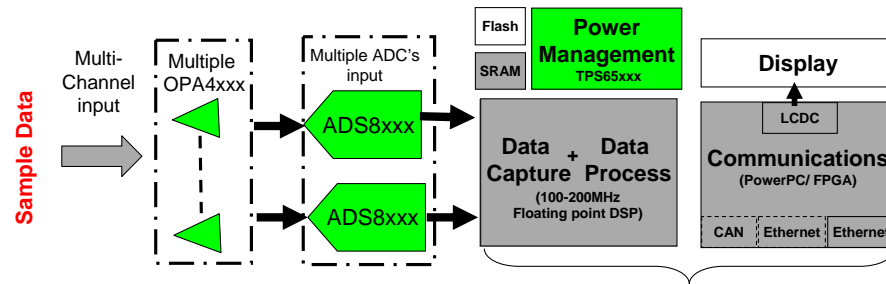 Sample Data
Multi-
Channel
input
Multiple
OPA4xxx
Multiple ADC's
input
ADS8xxx
ADS8xxx
Flash
SRAM
Power
Management
TPS65xxx
Data + Data
Capture Process
(100-200MHz
Floating point DSP)
Display
LCDC
Communications
(PowerPC/ FPGA)
CAN
Ethernet
Ethernet